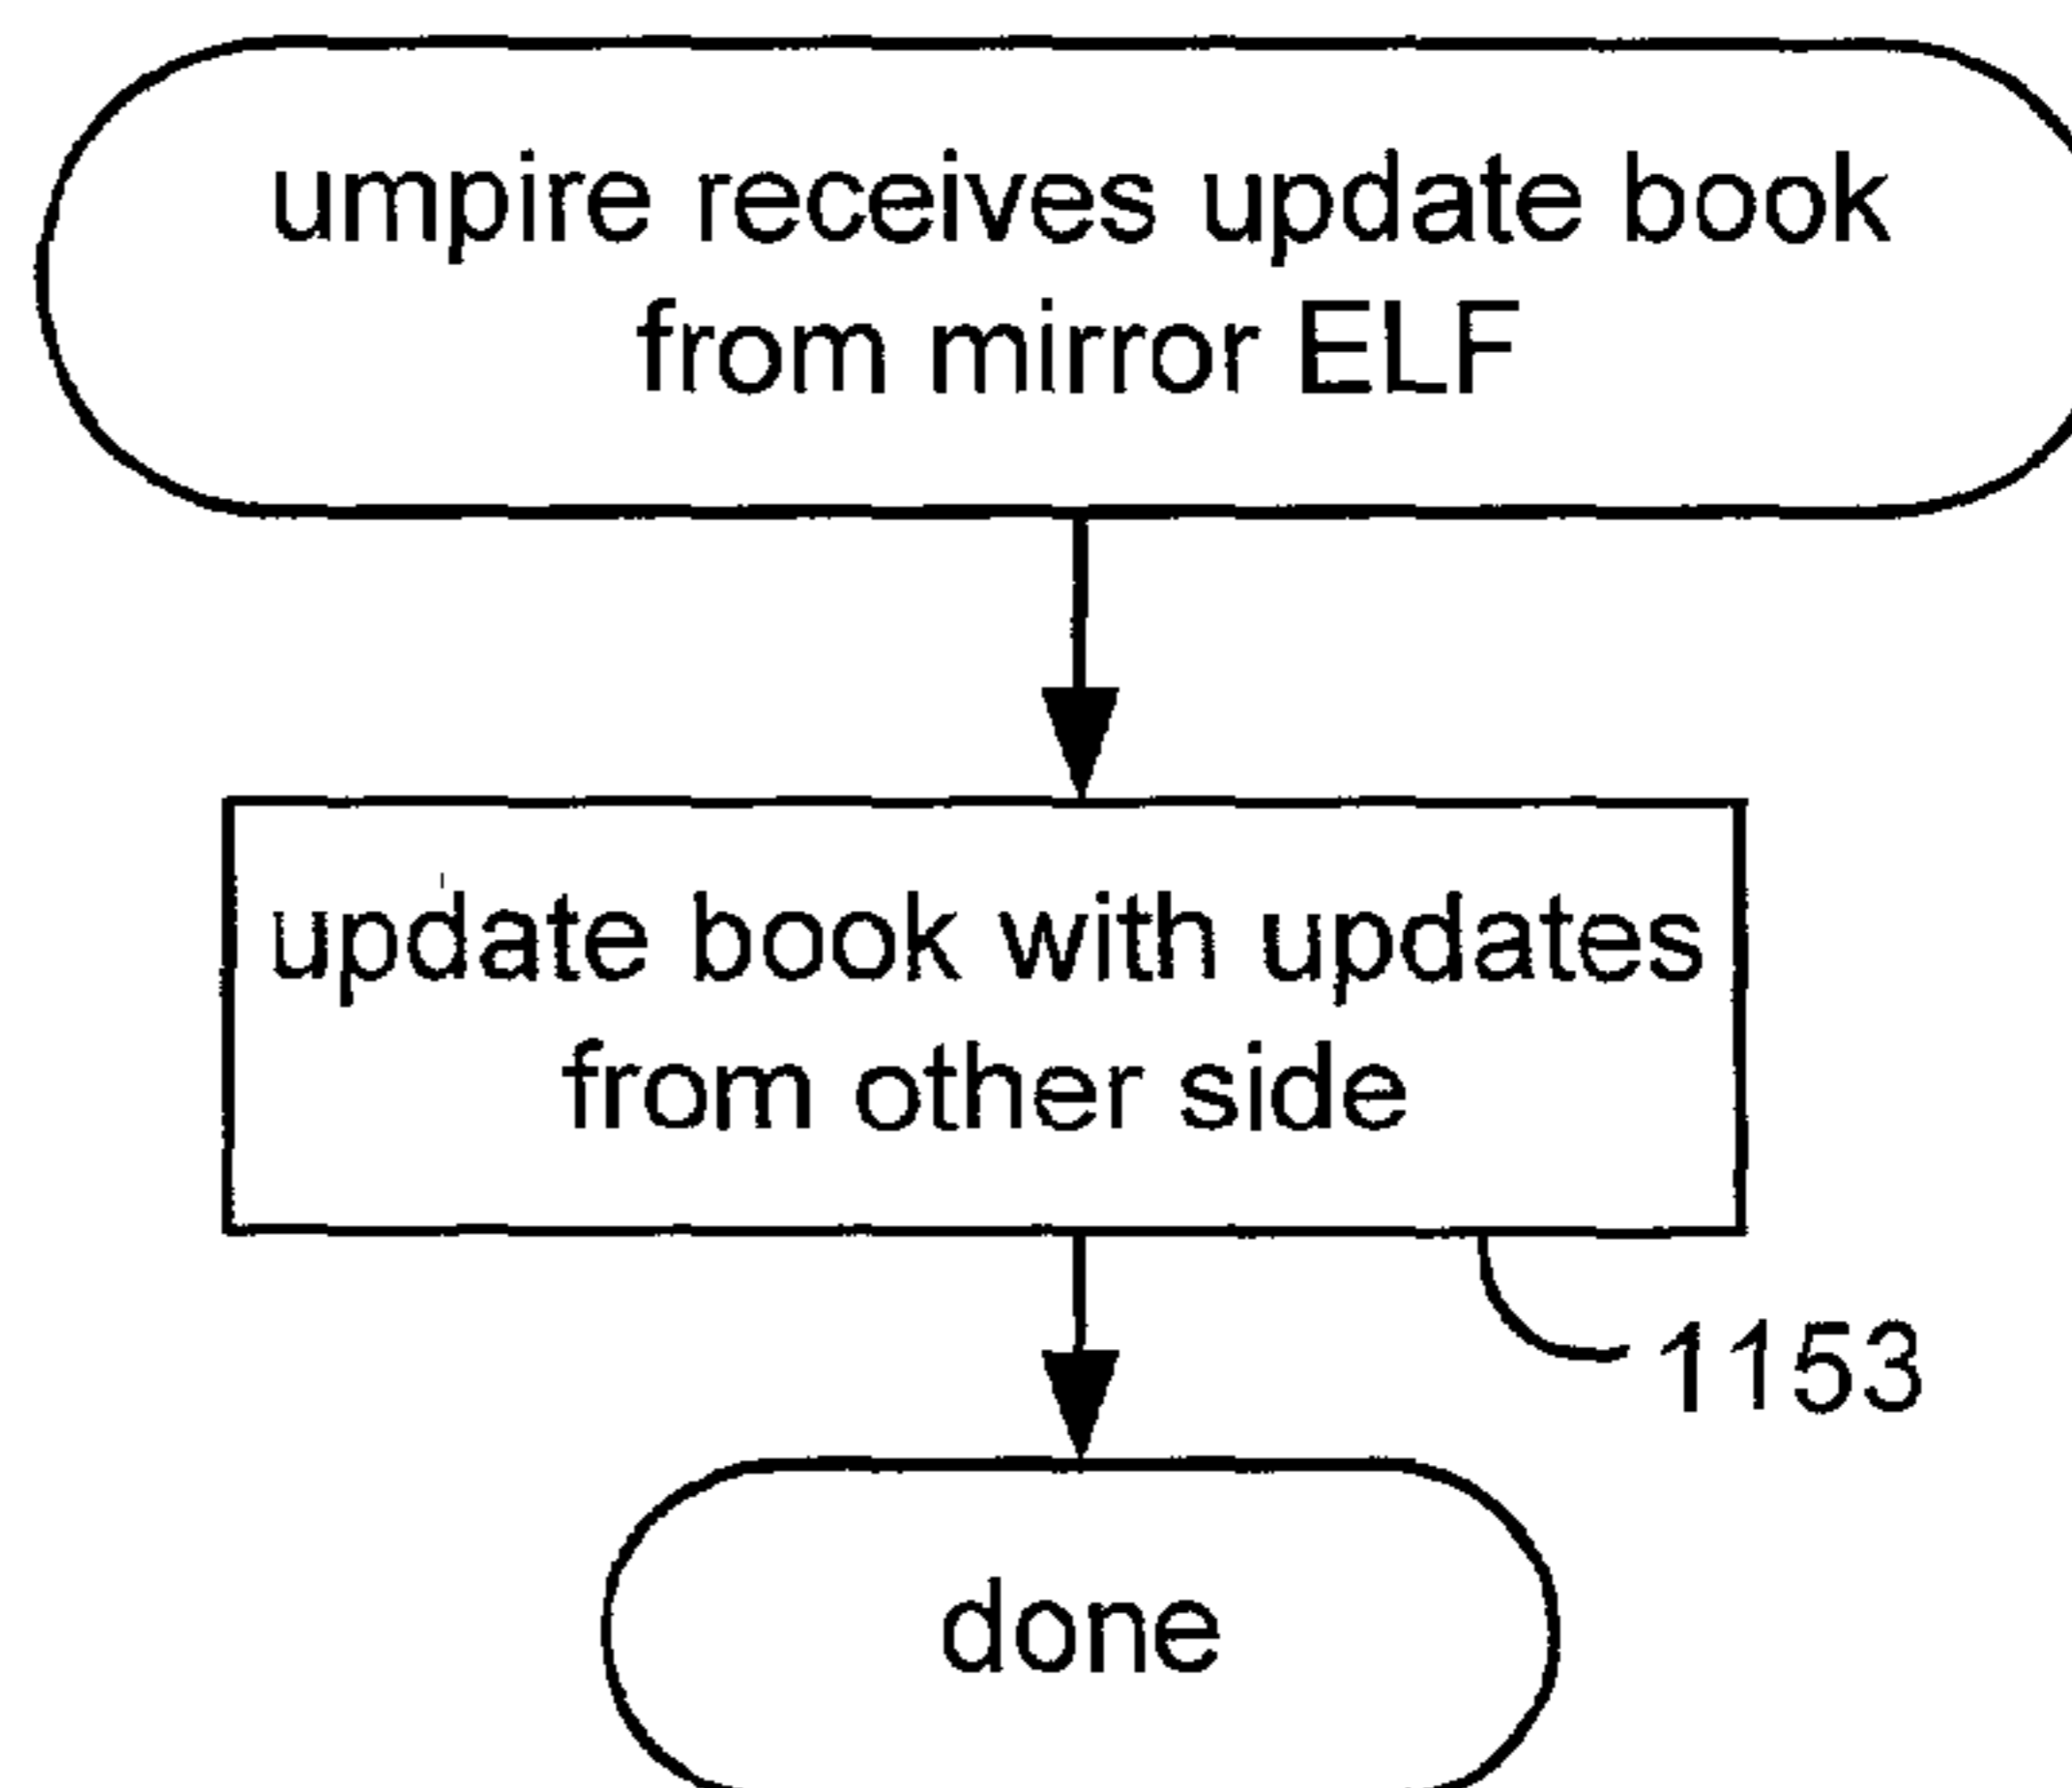 umpire receives update book
from mirror ELF
update book with updates
from other side
1153
done